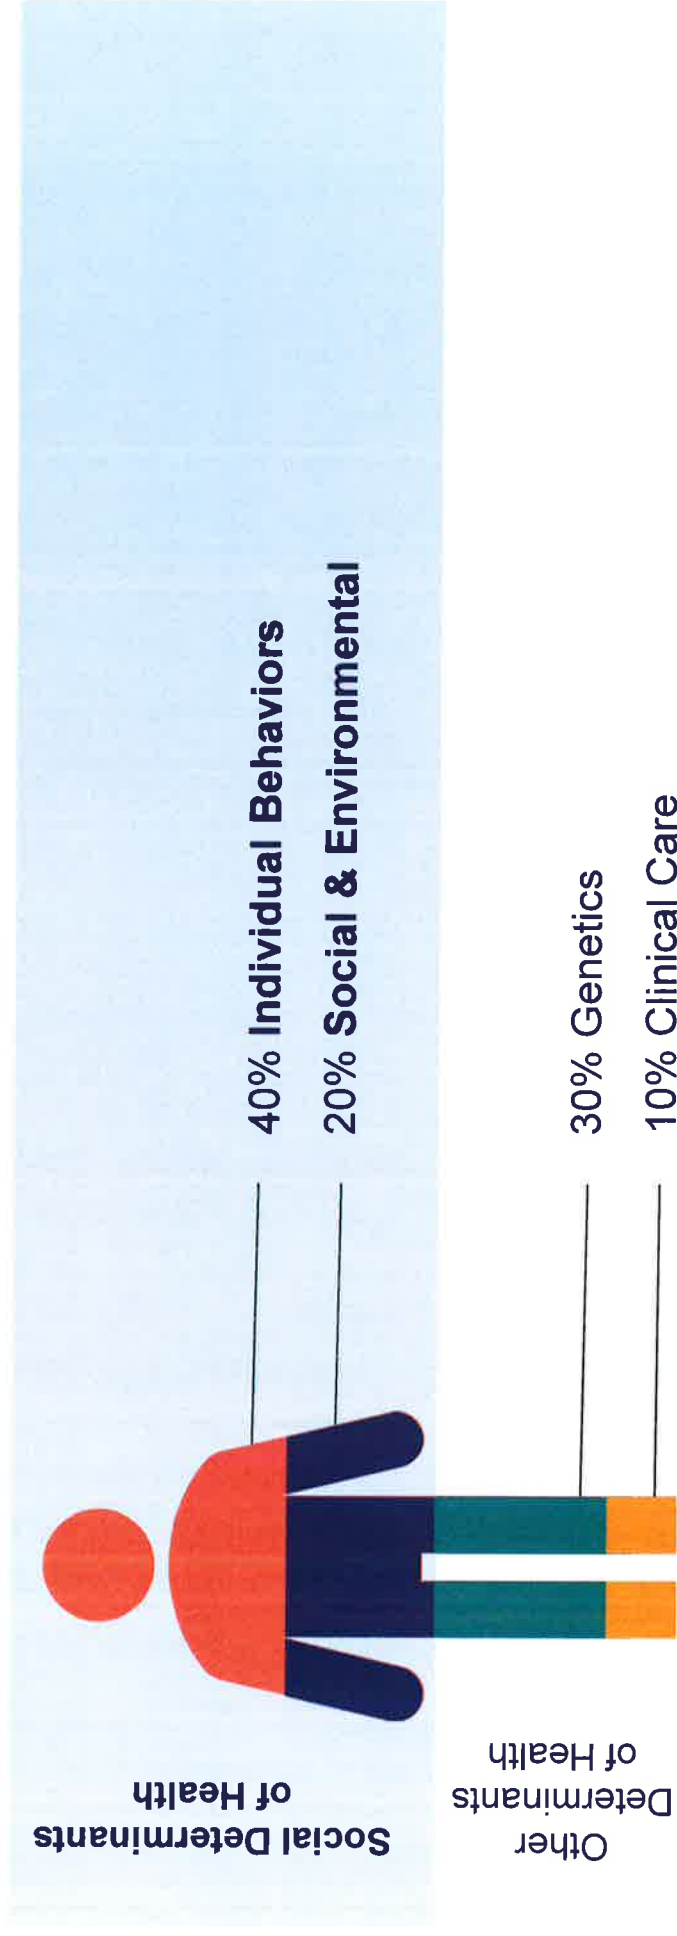 Social Determinants
of Health
40% Individual Behaviors
20% Social & Environmental
Other
Determinants
of Health
30% Genetics
10% Clinical Care